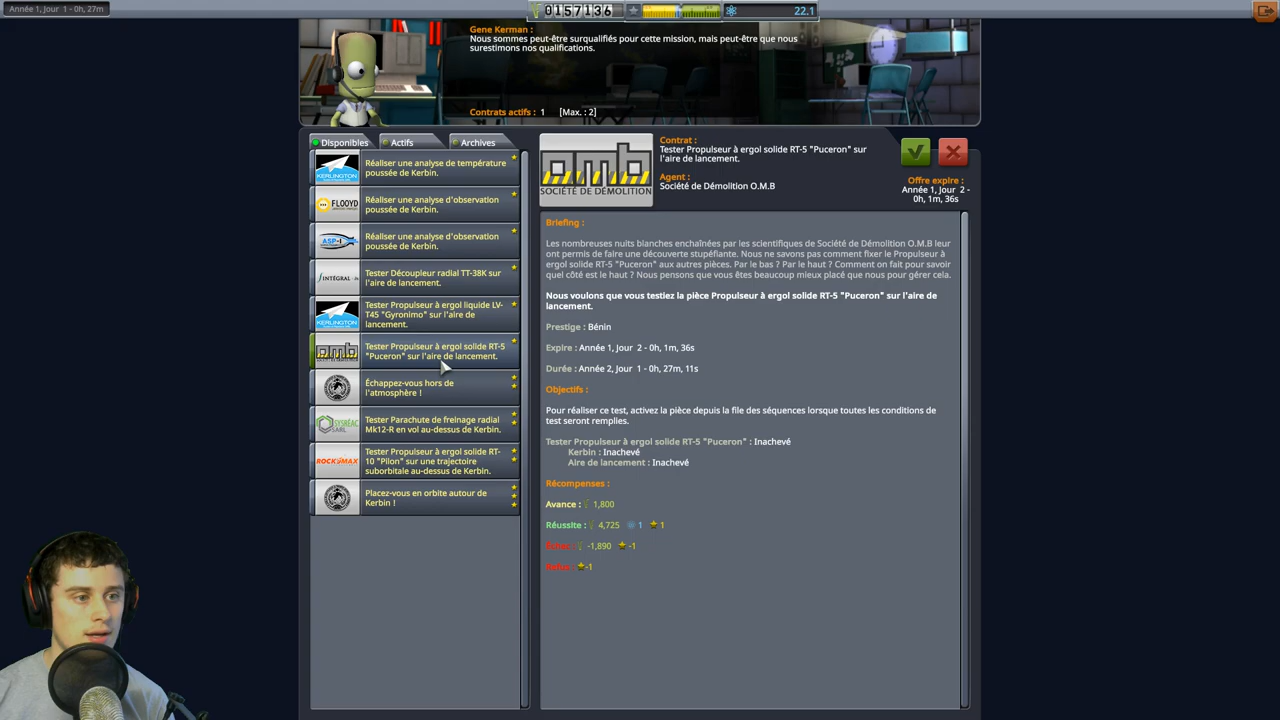 Année 1, Jour 1 - 0h, 27m
0157136
22.1
Gene Kerman :
Nous sommes peut-être surqualifiés pour cette mission, mais peut-être que nous
surestimons nos qualifications.
Contrats actifs : 1 [Max. : 2]
Disponibles
Actifs
Archives
KERLINGTON
Réaliser une analyse de température
poussée de Kerbin.
FLOOYD
Réaliser une analyse d'observation
poussée de Kerbin.
ASP-I
Réaliser une analyse d'observation
poussée de Kerbin.
INTÉGRAL
Tester Découpleur radial TT-38K sur
l'aire de lancement.
KERLINGTON
Tester Propulseur à ergol liquide LV-
T45 "Gyronimo" sur l'aire de
lancement.
omb
Tester Propulseur à ergol solide RT-5
"Puceron" sur l'aire de lancement.
Échappez-vous hors de
l'atmosphère !
SYSRÉAC
SARL
Tester Parachute de freinage radial
Mk12-R en vol au-dessus de Kerbin.
ROCKOMAX
Tester Propulseur à ergol solide RT-
10 "Pilon" sur une trajectoire
suborbitale au-dessus de Kerbin.
Placez-vous en orbite autour de
Kerbin !
omb
SOCIÉTÉ DE DÉMOLITION
Contrat :
Tester Propulseur à ergol solide RT-5 "Puceron" sur
l'aire de lancement.
Agent :
Société de Démolition O.M.B
Offre expire :
Année 1, Jour 2 -
0h, 1m, 36s
Briefing :
Les nombreuses nuits blanches enchaînées par les scientifiques de Société de Démolition O.M.B leur
ont permis de faire une découverte stupéfiante. Nous ne savons pas comment fixer le Propulseur à
ergol solide RT-5 "Puceron" aux autres pièces. Par le bas ? Par le haut ? Comment on fait pour savoir
quel côté est le haut ? Nous pensons que vous êtes beaucoup mieux placé que nous pour gérer cela.
Nous voulons que vous testiez la pièce Propulseur à ergol solide RT-5 "Puceron" sur l'aire de
lancement.
Prestige : Bénin
Expire : Année 1, Jour 2 - 0h, 1m, 36s
Durée : Année 2, Jour 1 - 0h, 27m, 11s
Objectifs :
Pour réaliser ce test, activez la pièce depuis la file des séquences lorsque toutes les conditions de
test seront remplies.
Tester Propulseur à ergol solide RT-5 "Puceron" : Inachevé
Kerbin : Inachevé
Aire de lancement : Inachevé
Récompenses :
Avance : 1,800
Réussite : 4,725 1 1
Échec : -1,890 -1
Refus : -1